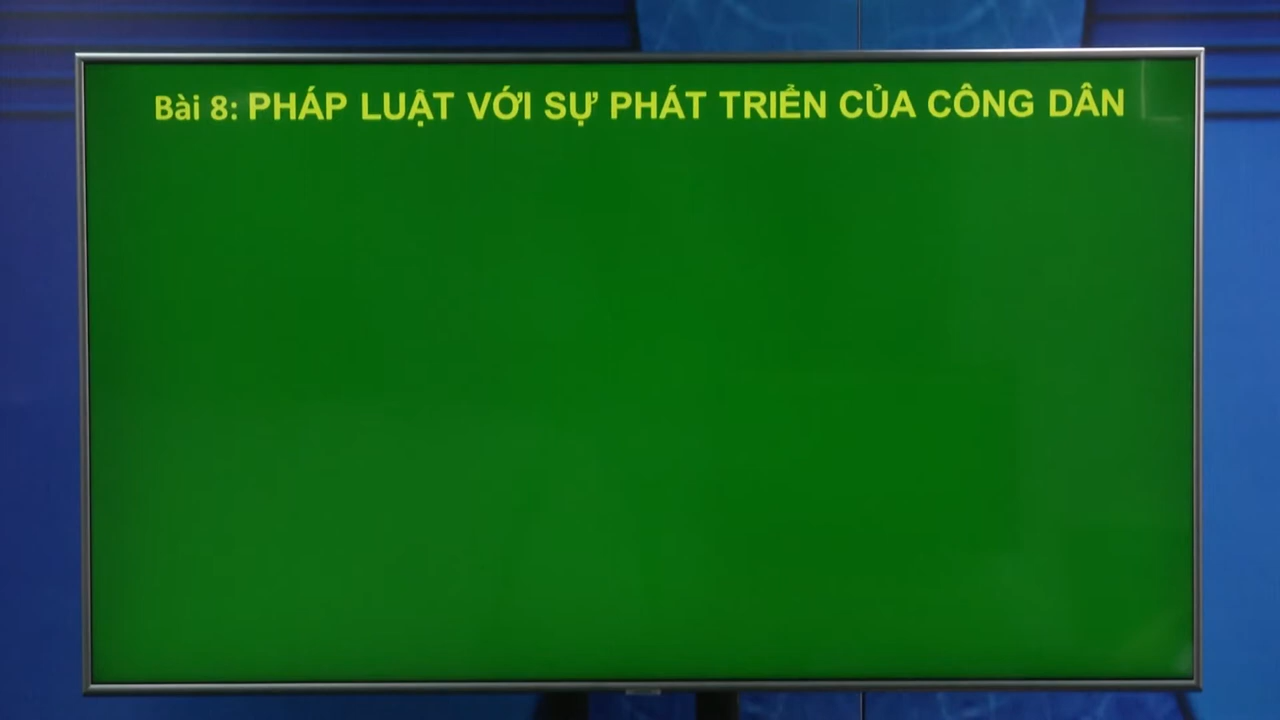 Bài 8: PHÁP LUẬT VỚI SỰ PHÁT TRIỂN CỦA CÔNG DÂN